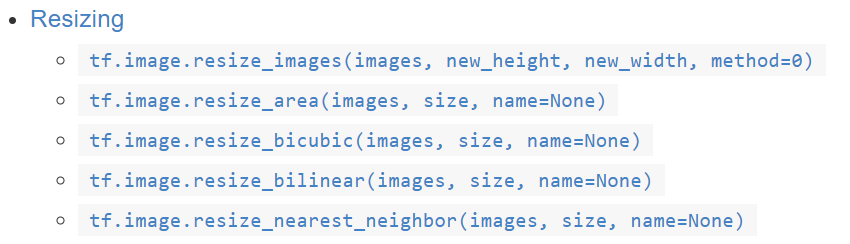 Resizing
tf.image.resize_images(images, new_height, new_width, method=0)
tf.image.resize_area(images, size, name=None)
tf.image.resize_bicubic(images, size, name=None)
tf.image.resize_bilinear(images, size, name=None)
tf.image.resize_nearest_neighbor(images, size, name=None)